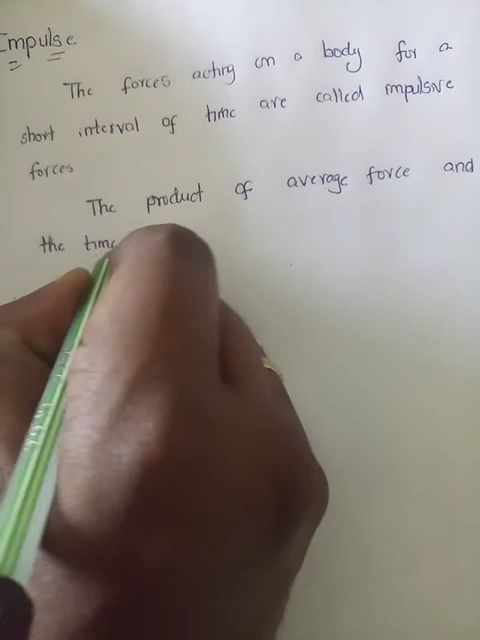 Impulse
The forces acting on a body for a
short interval of time are called impulsive
forces
The product of average force and
the time